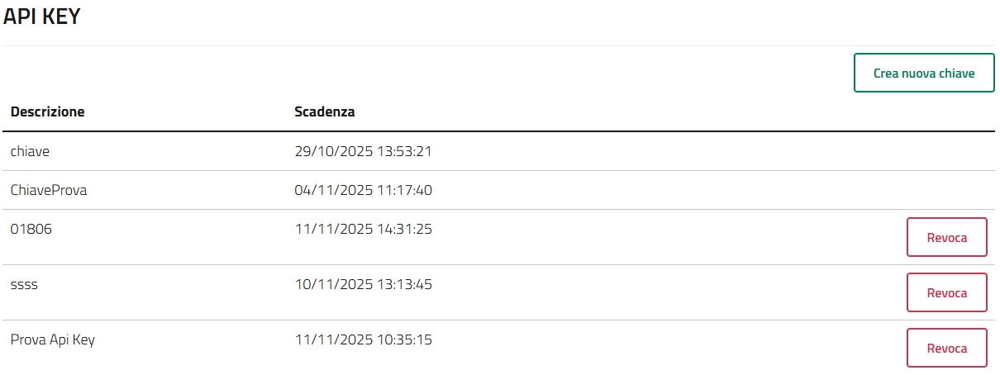 API KEY
Crea nuova chiave
Descrizione Scadenza
chiave 29/10/2025 13:53:21
ChiaveProva 04/11/2025 11:17:40
01806 11/11/2025 14:31:25 Revoca
ssss 10/11/2025 13:13:45 Revoca
Prova Api Key 11/11/2025 10:35:15 Revoca